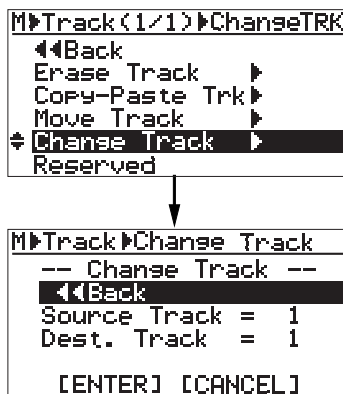 M▶Track(1/1)▶ChangeTRK
◀◀Back
Erase Track ▶
Copy-Paste Trk▶
Move Track ▶
Change Track ▶
Reserved
M▶Track▶Change Track
-- Change Track --
◀◀Back
Source Track = 1
Dest. Track = 1
[ENTER] [CANCEL]